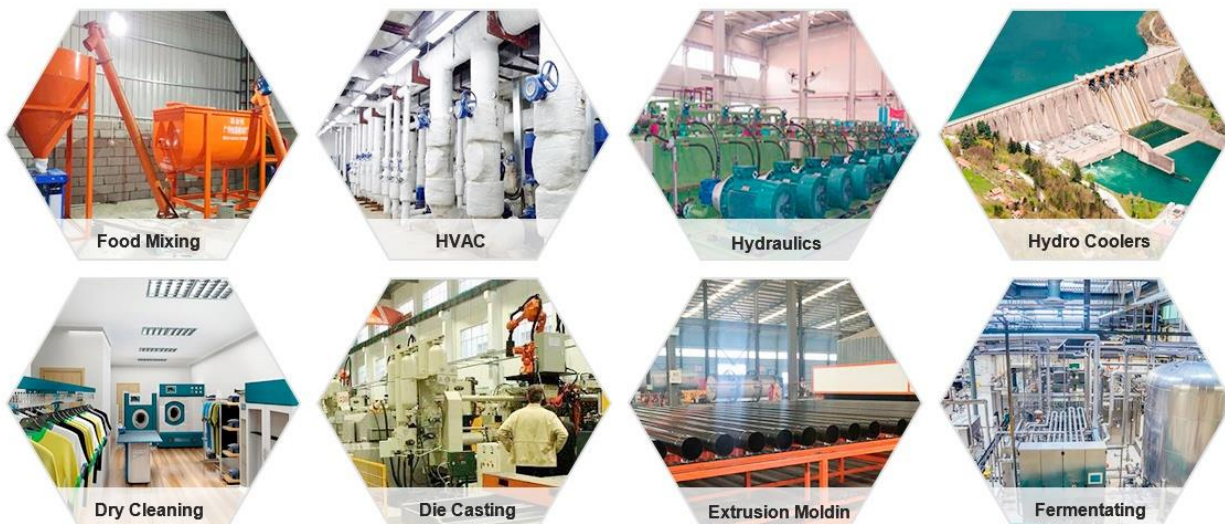 Food Mixing
HVAC
Hydraulics
Hydro Coolers
Dry Cleaning
Die Casting
Extrusion Moldin
Fermentating